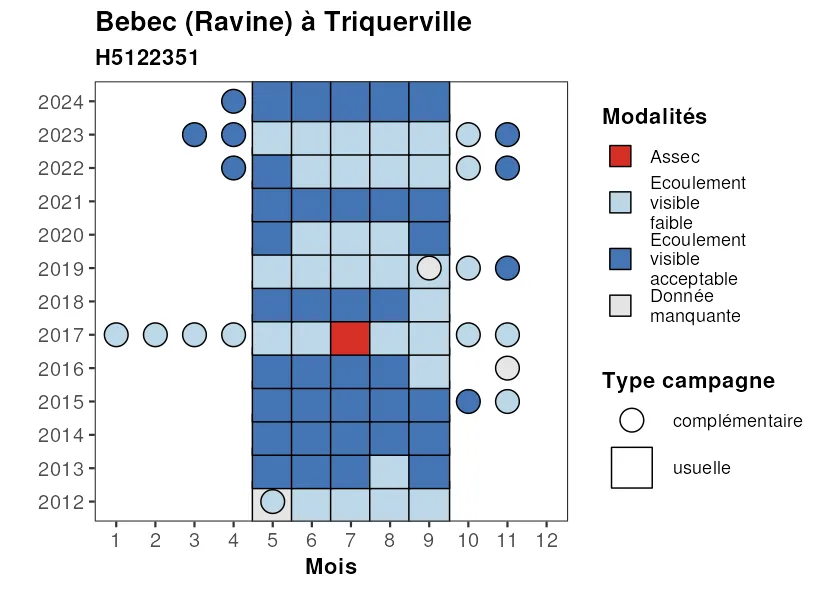 Bebec (Ravine) à Triquerville
H5122351
2024
2023
2022
2021
2020
2019
2018
2017
2016
2015
2014
2013
2012
1 2 3 4 5 6 7 8 9 10 11 12
Mois
Modalités
Assec
Ecoulement
visible
faible
Ecoulement
visible
acceptable
Donnée
manquante
Type campagne
complémentaire
usuelle